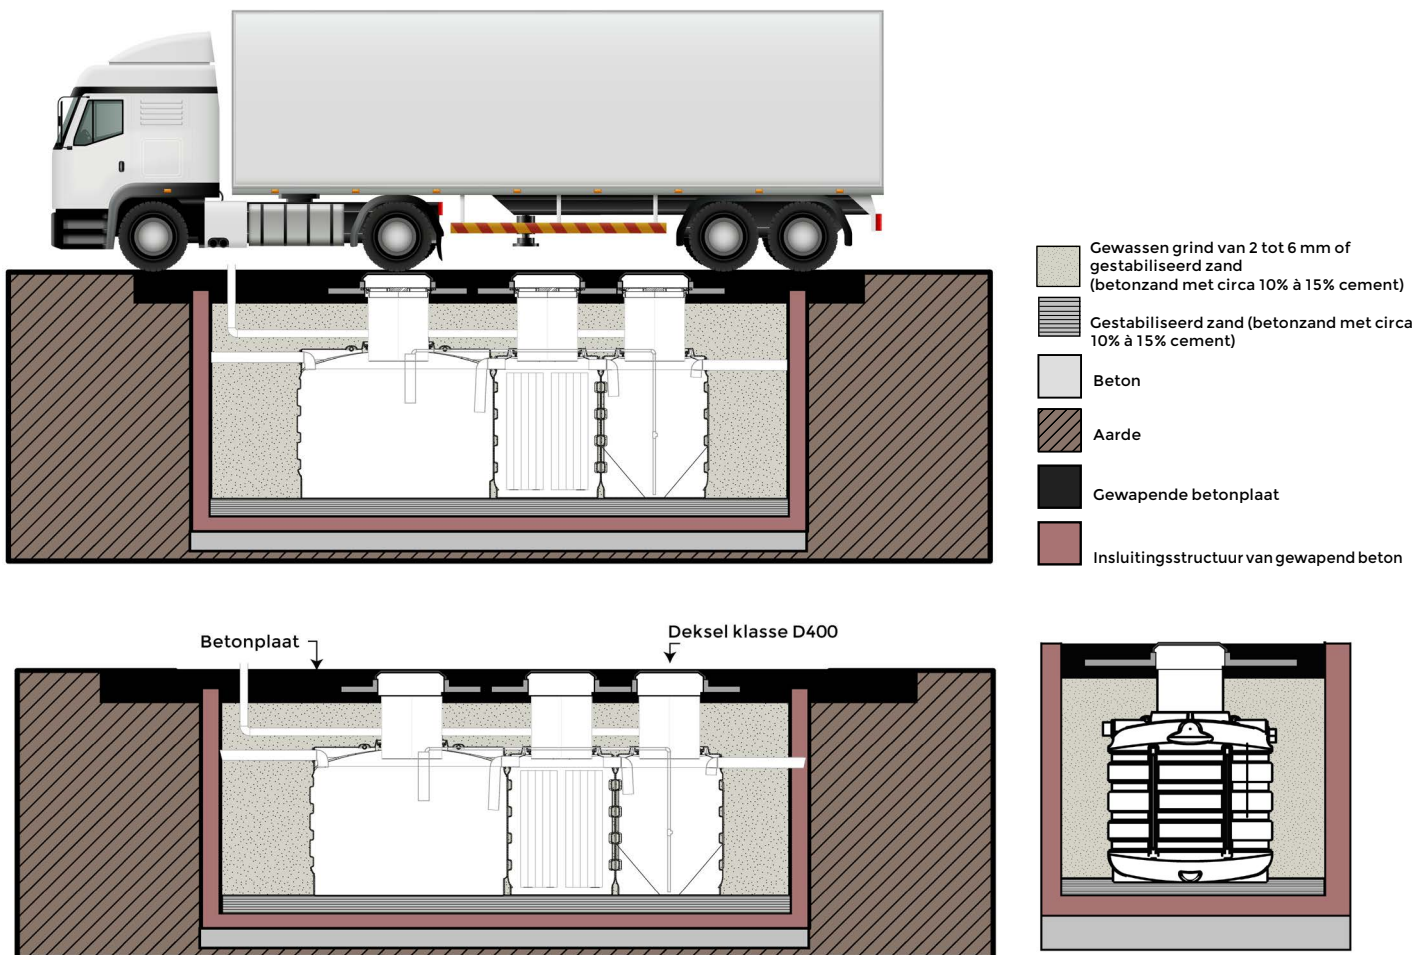 Gewassen grind van 2 tot 6 mm of
gestabiliseerd zand
(betonzand met circa 10% à 15% cement)
Gestabiliseerd zand (betonzand met circa
10% à 15% cement)
Beton
Aarde
Gewapende betonplaat
Insluitingsstructuur van gewapend beton
Betonplaat
Deksel klasse D400